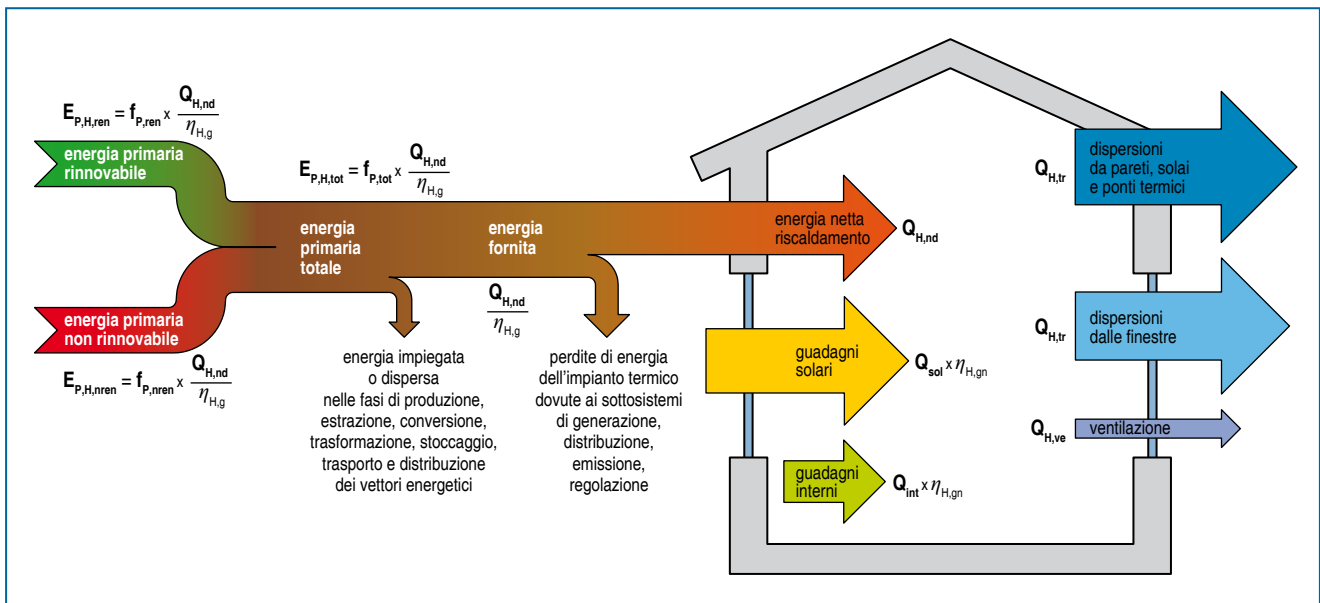 E_P,H,ren = f_P,ren x Q_H,nd / η_H,g
energia primaria
rinnovabile
E_P,H,tot = f_P,tot x Q_H,nd / η_H,g
energia
primaria
totale
energia
fornita
energia netta
riscaldamento
Q_H,nd
energia primaria
non rinnovabile
E_P,H,nren = f_P,nren x Q_H,nd / η_H,g
Q_H,nd / η_H,g
energia impiegata
o dispersa
nelle fasi di produzione,
estrazione, conversione,
trasformazione, stoccaggio,
trasporto e distribuzione
dei vettori energetici
perdite di energia
dell'impianto termico
dovute ai sottosistemi
di generazione,
distribuzione,
emissione,
regolazione
guadagni
solari
Q_sol x η_H,gn
guadagni
interni
Q_int x η_H,gn
Q_H,tr
dispersioni
da pareti, solai
e ponti termici
Q_H,tr
dispersioni
dalle finestre
Q_H,ve
ventilazione